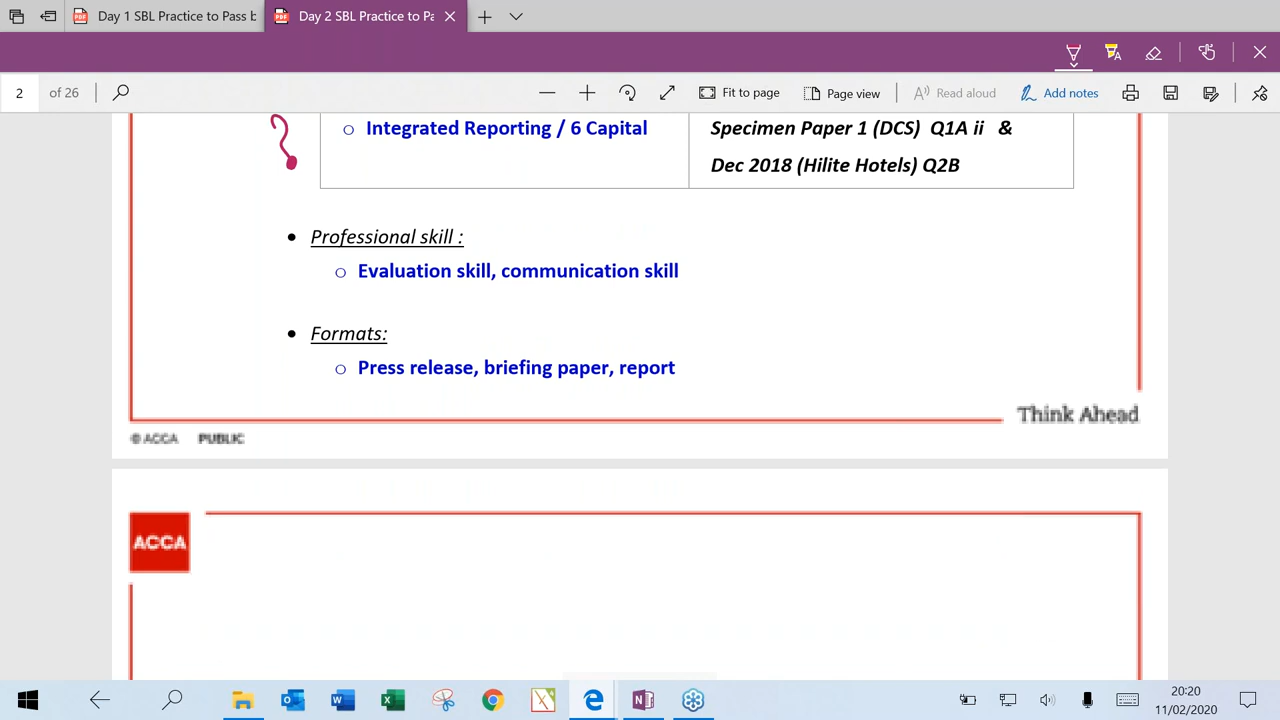 Day 1 SBL Practice to Pass b
Day 2 SBL Practice to Pa
2 of 26
Fit to page
Page view
Read aloud
Add notes
Integrated Reporting / 6 Capital
Specimen Paper 1 (DCS) Q1A ii &
Dec 2018 (Hilite Hotels) Q2B
• Professional skill :
o Evaluation skill, communication skill
• Formats:
o Press release, briefing paper, report
Think Ahead
© ACCA PUBLIC
ACCA
20:20
11/02/2020